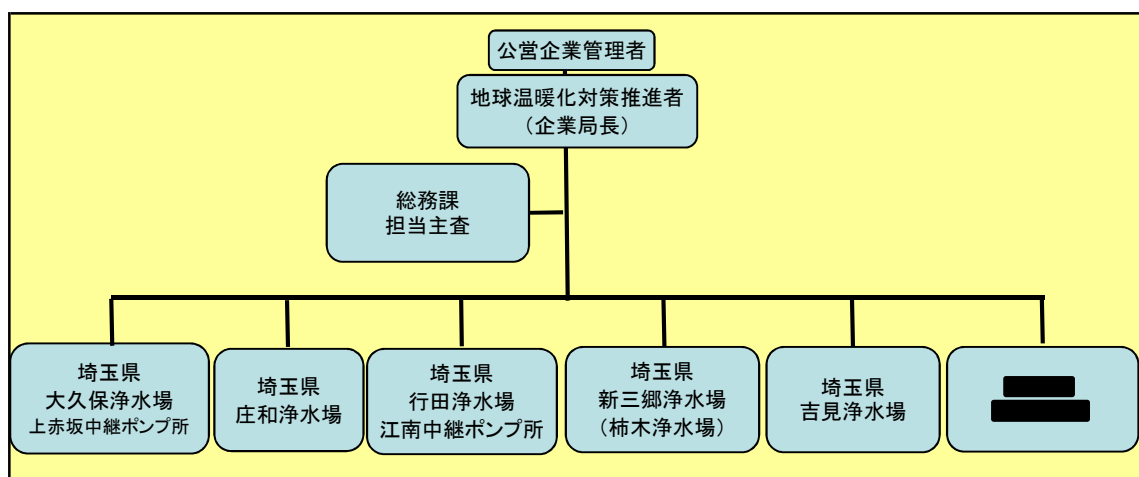 公営企業管理者
地球温暖化対策推進者
（企業局長）
総務課
担当主査
埼玉県
大久保浄水場
上赤坂中継ポンプ所
埼玉県
庄和浄水場
埼玉県
行田浄水場
江南中継ポンプ所
埼玉県
新三郷浄水場
（柿木浄水場）
埼玉県
吉見浄水場